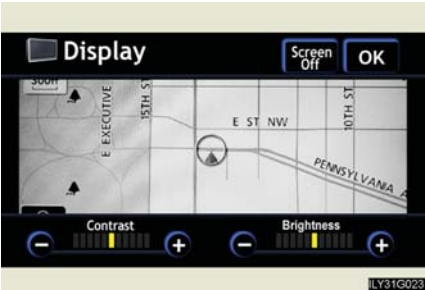 Display
Screen
Off
OK
300ft
E EXECUTIVE
15TH ST
E ST NW
10TH ST
PENNSYLVANIA A
Contrast
Brightness
ILY31G023